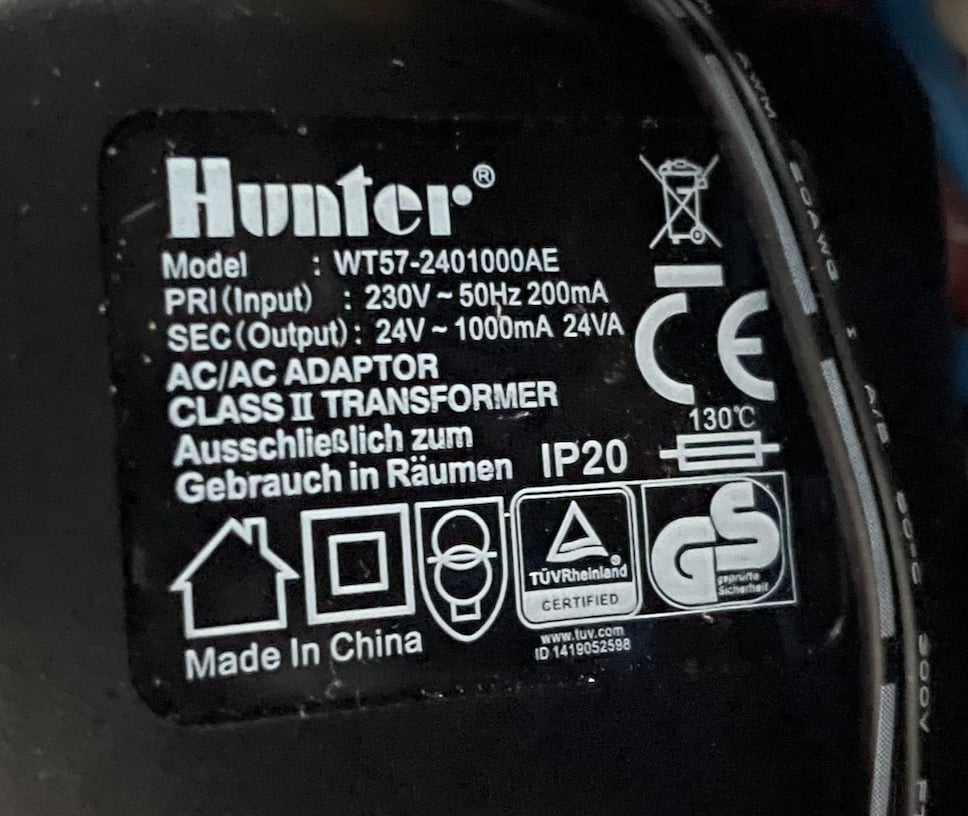 Hunter®
Model : WT57-2401000AE
PRI(Input) : 230V ~ 50Hz 200mA
SEC(Output) : 24V ~ 1000mA 24VA
AC/AC ADAPTOR
CLASS II TRANSFORMER
Ausschließlich zum
Gebrauch in Räumen
IP20
CE
130℃
TÜVRheinland®
CERTIFIED
GS
geprüfte
Sicherheit
Made In China
www.tuv.com
ID 1419052598
AWM 20AWG 300V